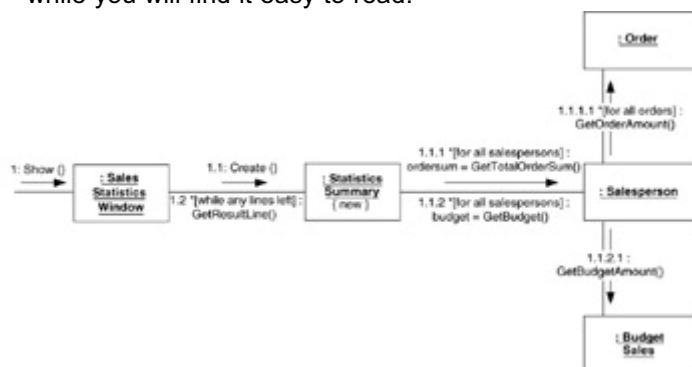 while you will find it easy to read:
: Order
1.1.1.1 *[for all orders] :
GetOrderAmount()
1: Show ()
: Sales
Statistics
Window
1.1: Create ()
1.2 *[while any lines left] :
GetResultLine()
: Statistics
Summary
{ new }
1.1.1 *[for all salespersons] :
ordersum = GetTotalOrderSum()
1.1.2 *[for all salespersons] :
budget = GetBudget()
: Salesperson
1.1.2.1 :
GetBudgetAmount()
: Budget
Sales